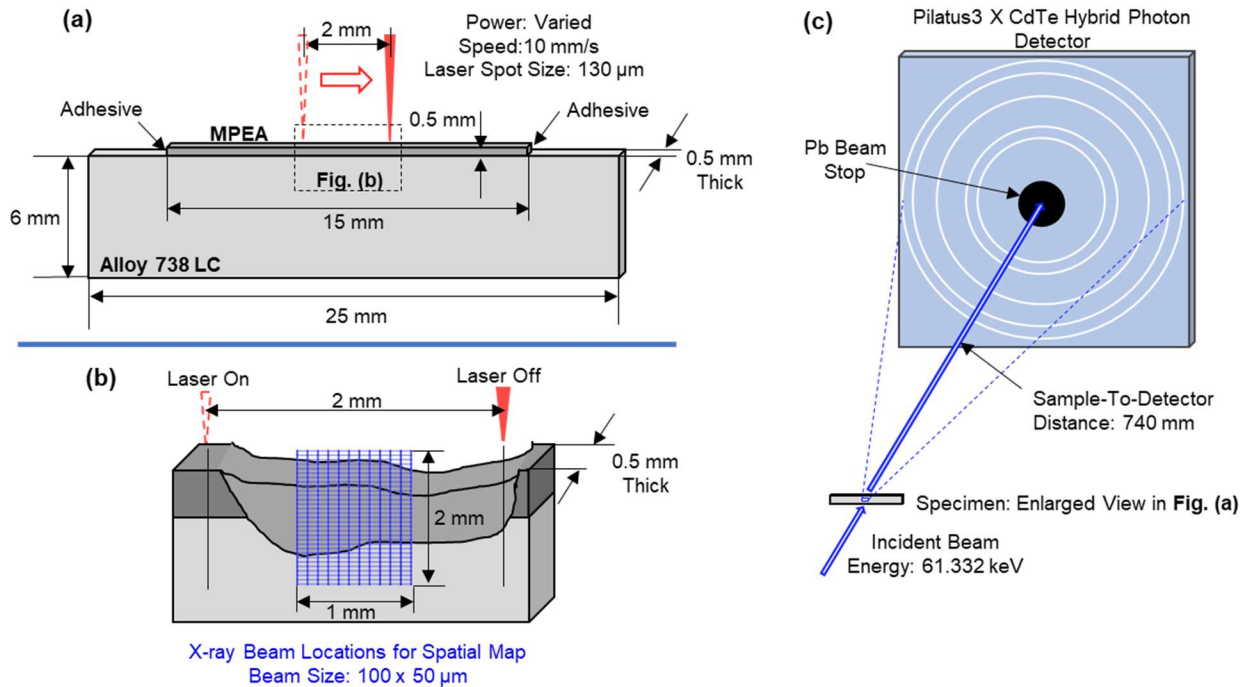 (a)
2 mm
Power: Varied
Speed:10 mm/s
Laser Spot Size: 130 µm
Adhesive
MPEA
0.5 mm
Adhesive
0.5 mm
Thick
Fig. (b)
6 mm
15 mm
Alloy 738 LC
25 mm
(b)
Laser On
Laser Off
2 mm
0.5 mm
Thick
2 mm
1 mm
X-ray Beam Locations for Spatial Map
Beam Size: 100 x 50 µm
(c)
Pilatus3 X CdTe Hybrid Photon
Detector
Pb Beam
Stop
Sample-To-Detector
Distance: 740 mm
Specimen: Enlarged View in Fig. (a)
Incident Beam
Energy: 61.332 keV